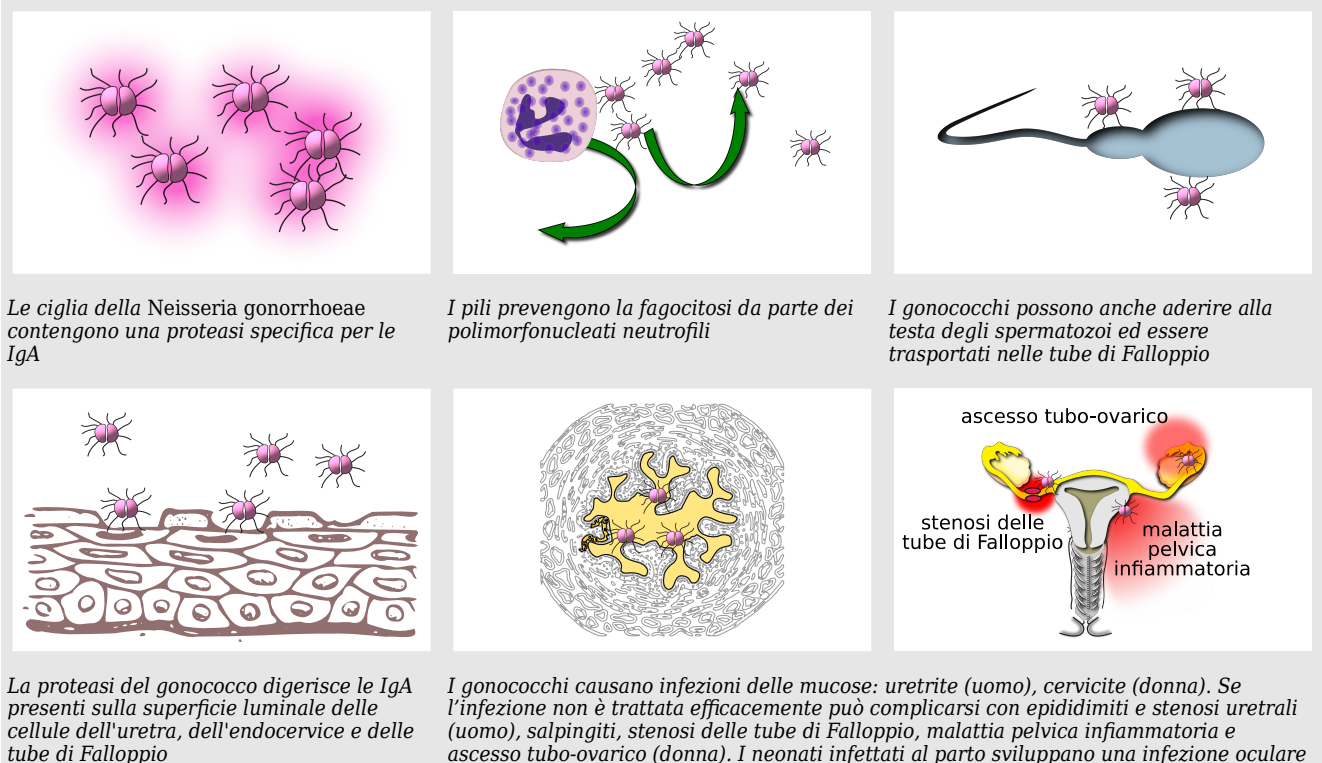 Le ciglia della Neisseria gonorrhoeae
contengono una proteasi specifica per le
IgA
I pili prevengono la fagocitosi da parte dei
polimorfonucleati neutrofili
I gonococchi possono anche aderire alla
testa degli spermatozoi ed essere
trasportati nelle tube di Falloppio
ascesso tubo-ovarico
stenosi delle
tube di Falloppio
malattia
pelvica
infiammatoria
La proteasi del gonococco digerisce le IgA
presenti sulla superficie luminale delle
cellule dell'uretra, dell'endocervice e delle
tube di Falloppio
I gonococchi causano infezioni delle mucose: uretrite (uomo), cervicite (donna). Se
l’infezione non è trattata efficacemente può complicarsi con epididimiti e stenosi uretrali
(uomo), salpingiti, stenosi delle tube di Falloppio, malattia pelvica infiammatoria e
ascesso tubo-ovarico (donna). I neonati infettati al parto sviluppano una infezione oculare